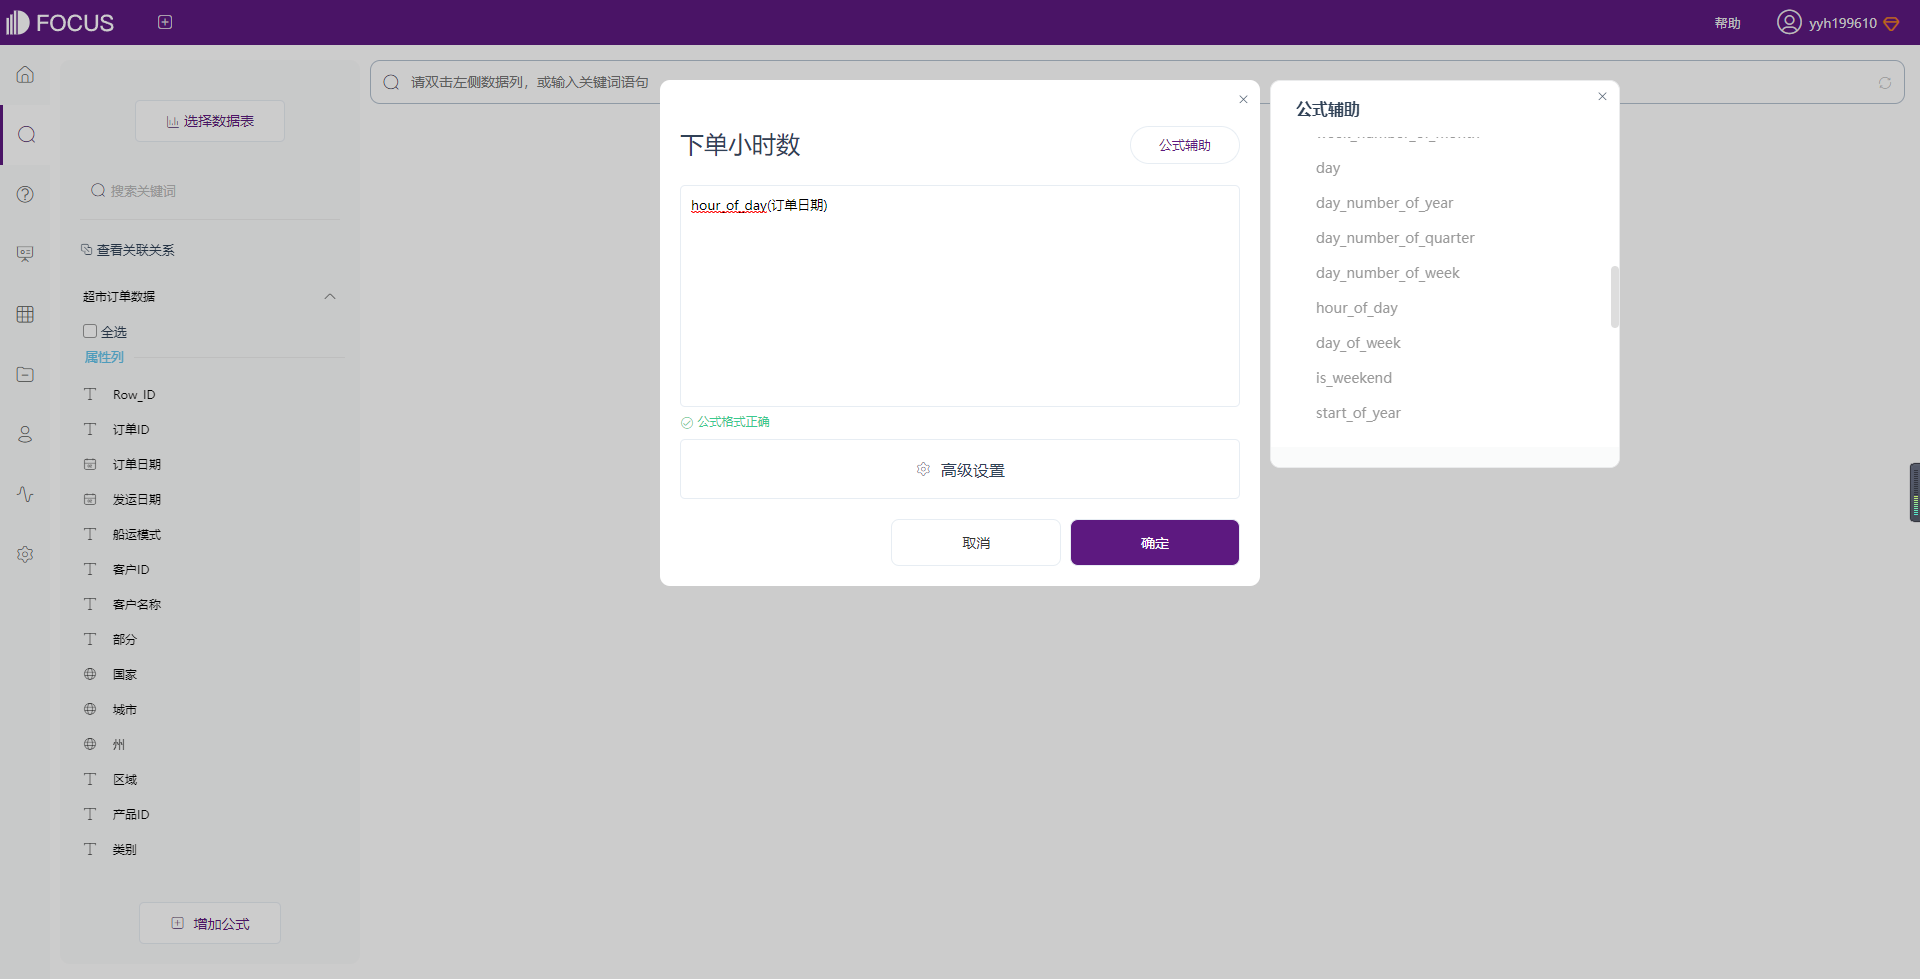 FOCUS
帮助
yyh199610
选择数据表
搜索关键词
查看关联关系
超市订单数据
全选
属性列
Row_ID
订单ID
订单日期
发运日期
船运模式
客户ID
客户名称
部分
国家
城市
州
区域
产品ID
类别
增加公式
请双击左侧数据列，或输入关键词语句
下单小时数
公式辅助
hour_of_day(订单日期)
公式格式正确
高级设置
取消
确定
公式辅助
week_number_of_month
day
day_number_of_year
day_number_of_quarter
day_number_of_week
hour_of_day
day_of_week
is_weekend
start_of_year